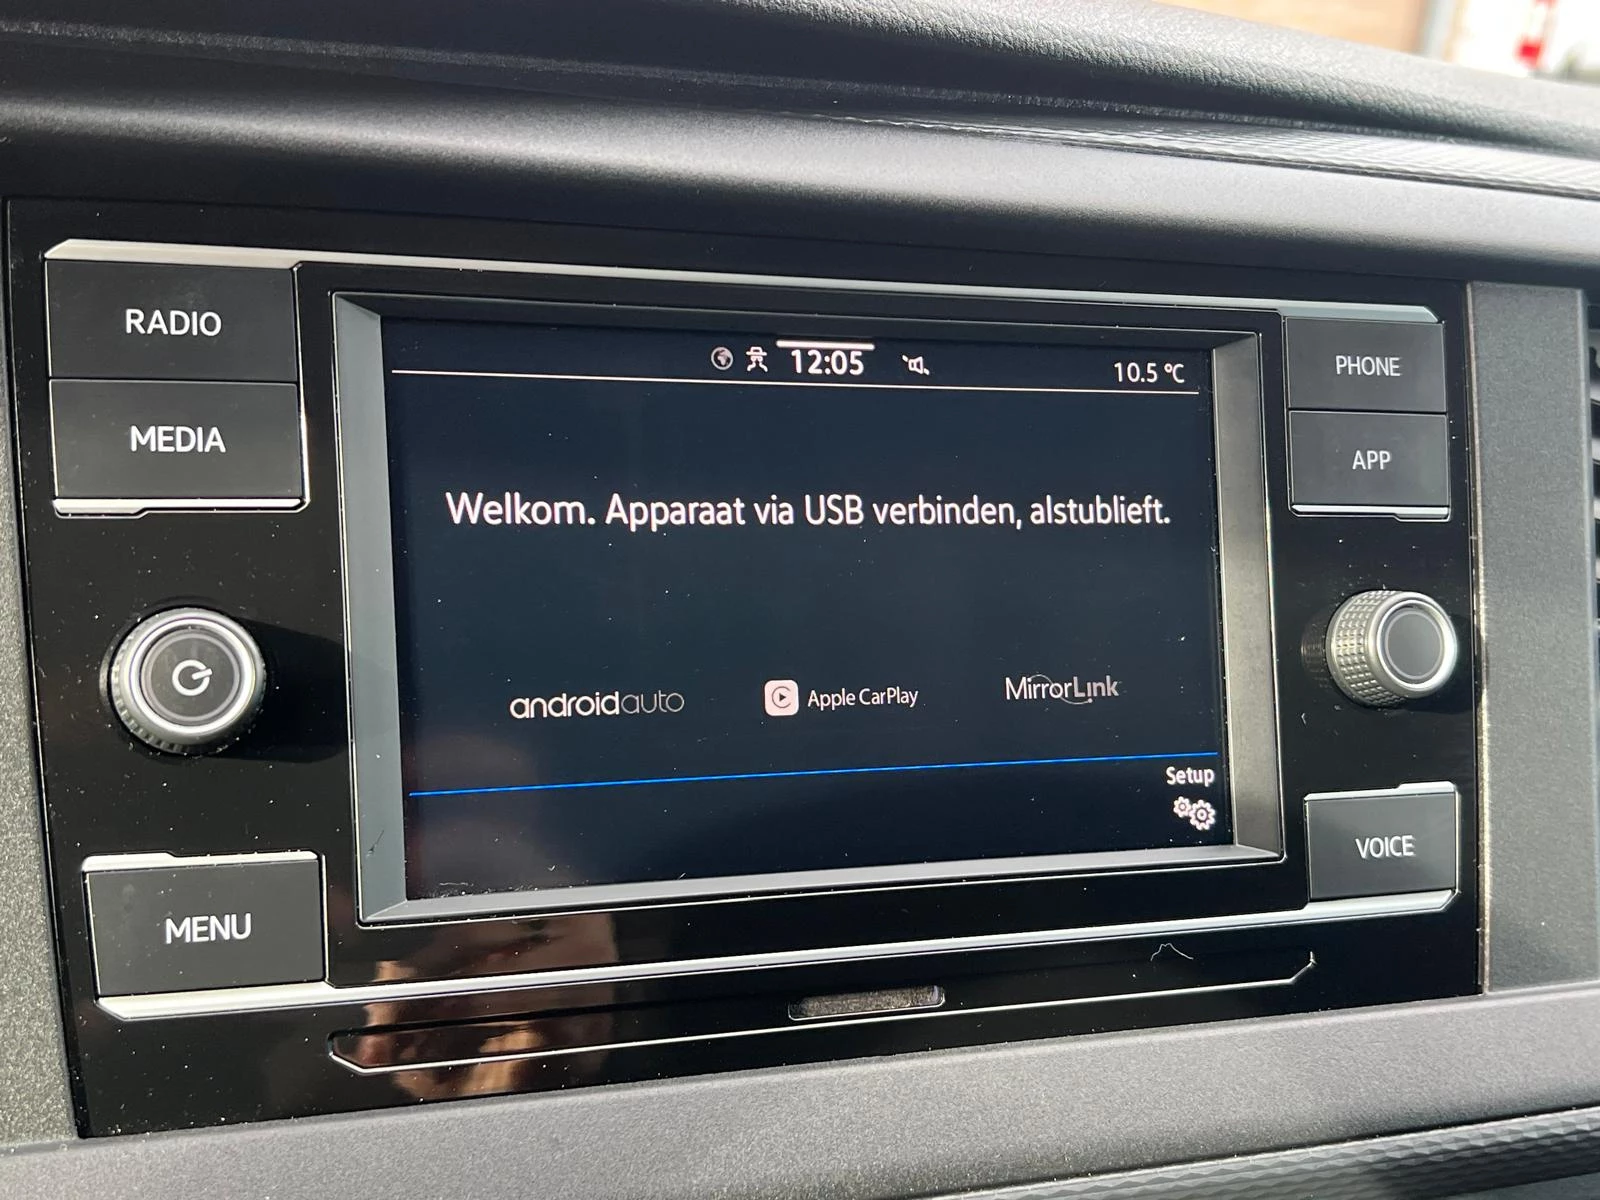 RADIO
MEDIA
MENU
12:05
10.5 °C
Welkom. Apparaat via USB verbinden, alstublieft.
androidauto
Apple CarPlay
MirrorLink
Setup
PHONE
APP
VOICE